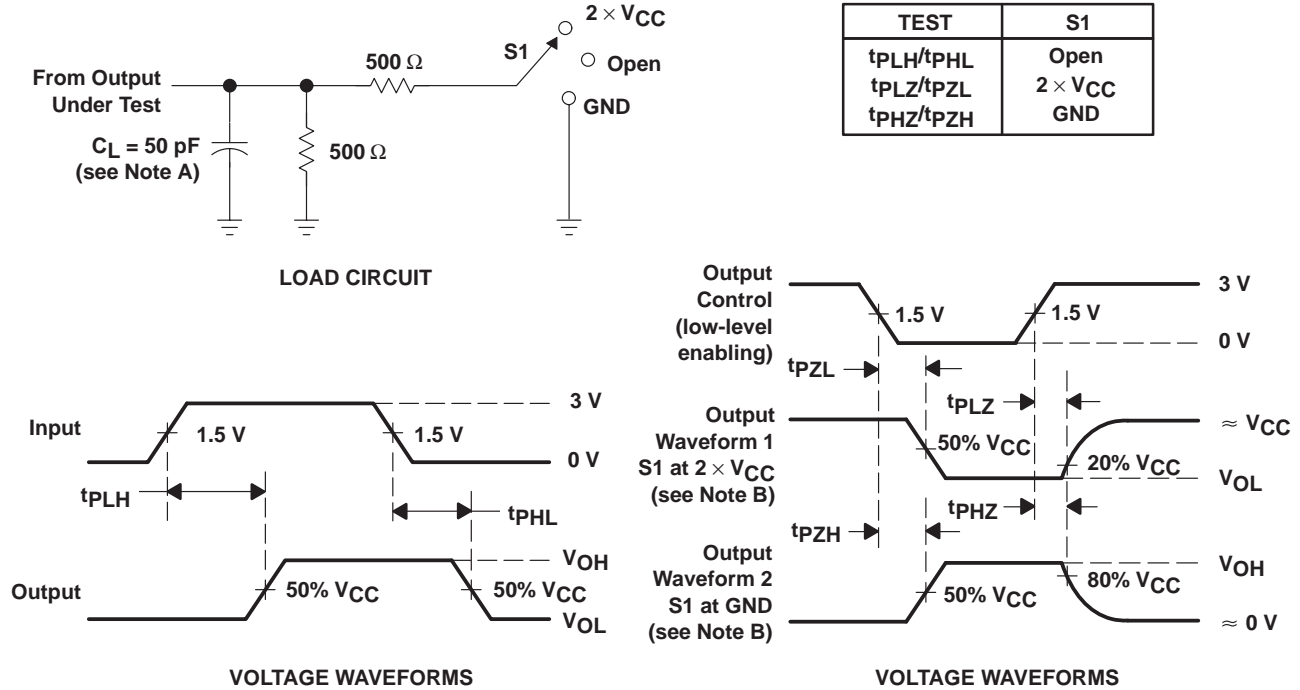 2 × VCC
S1
Open
GND
500 Ω
From Output
Under Test
CL = 50 pF
(see Note A)
500 Ω
LOAD CIRCUIT
TEST S1
tPLH/tPHL Open
tPLZ/tPZL 2 × VCC
tPHZ/tPZH GND
Input
1.5 V
1.5 V
3 V
0 V
tPLH
tPHL
Output
50% VCC
50% VCC
VOH
VOL
VOLTAGE WAVEFORMS
Output
Control
(low-level
enabling)
1.5 V
1.5 V
3 V
0 V
tPZL
tPLZ
Output
Waveform 1
S1 at 2 × VCC
(see Note B)
50% VCC
20% VCC
≈ VCC
VOL
tPHZ
tPZH
Output
Waveform 2
S1 at GND
(see Note B)
50% VCC
80% VCC
VOH
≈ 0 V
VOLTAGE WAVEFORMS